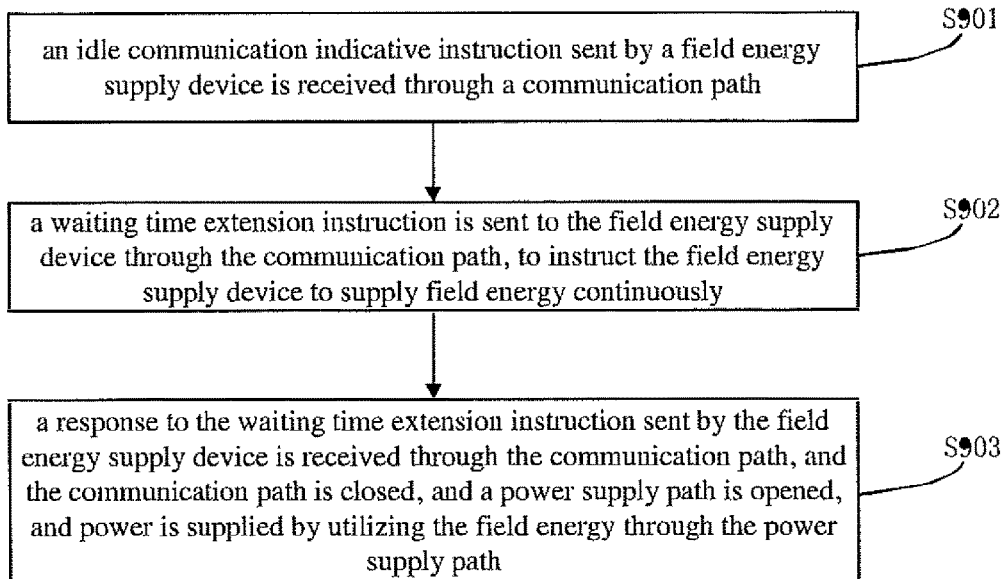 S901
an idle communication indicative instruction sent by a field energy
supply device is received through a communication path
S902
a waiting time extension instruction is sent to the field energy supply
device through the communication path, to instruct the field energy
supply device to supply field energy continuously
S903
a response to the waiting time extension instruction sent by the field
energy supply device is received through the communication path, and
the communication path is closed, and a power supply path is opened,
and power is supplied by utilizing the field energy through the power
supply path